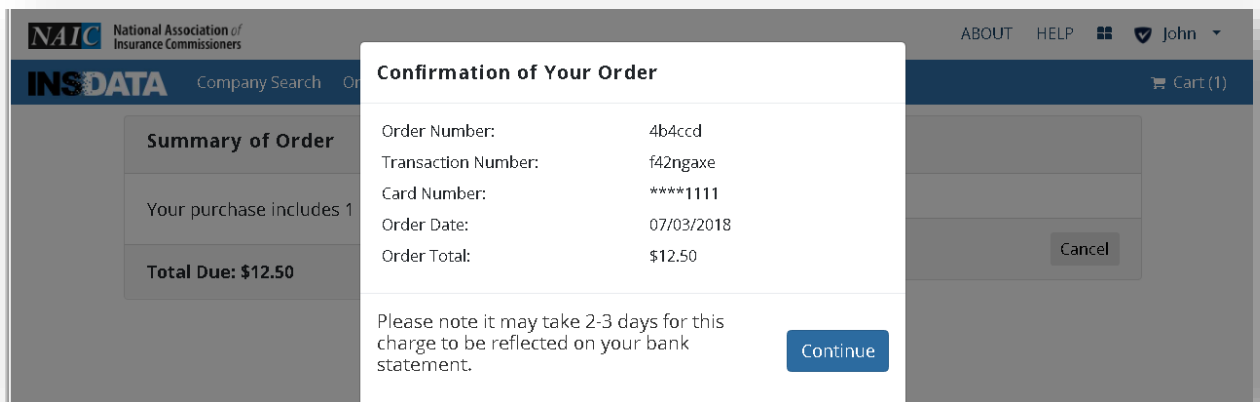 NAIC National Association of
Insurance Commissioners
ABOUT HELP John
INSDATA Company Search Or Cart (1)
Confirmation of Your Order
Order Number: 4b4ccd
Transaction Number: f42ngaxe
Card Number: ****1111
Order Date: 07/03/2018
Order Total: $12.50
Please note it may take 2-3 days for this
charge to be reflected on your bank
statement.
Continue
Summary of Order
Your purchase includes 1
Cancel
Total Due: $12.50